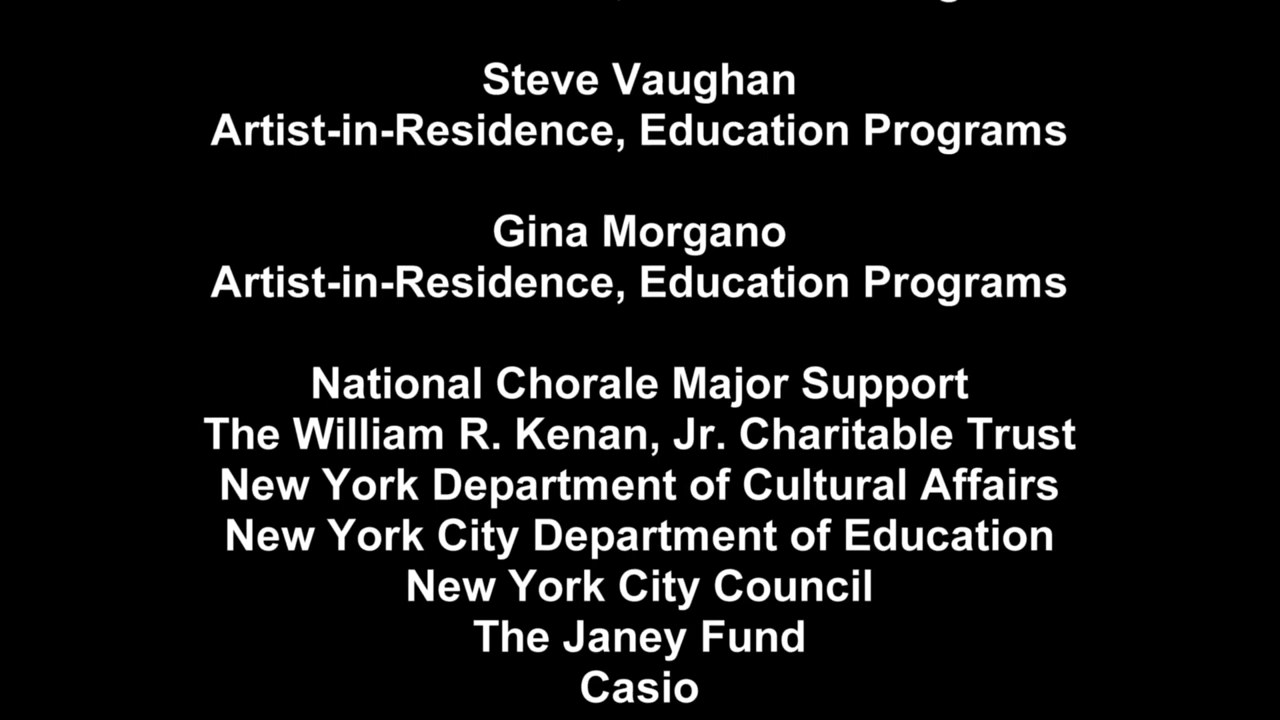 Steve Vaughan
Artist-in-Residence, Education Programs
Gina Morgano
Artist-in-Residence, Education Programs
National Chorale Major Support
The William R. Kenan, Jr. Charitable Trust
New York Department of Cultural Affairs
New York City Department of Education
New York City Council
The Janey Fund
Casio